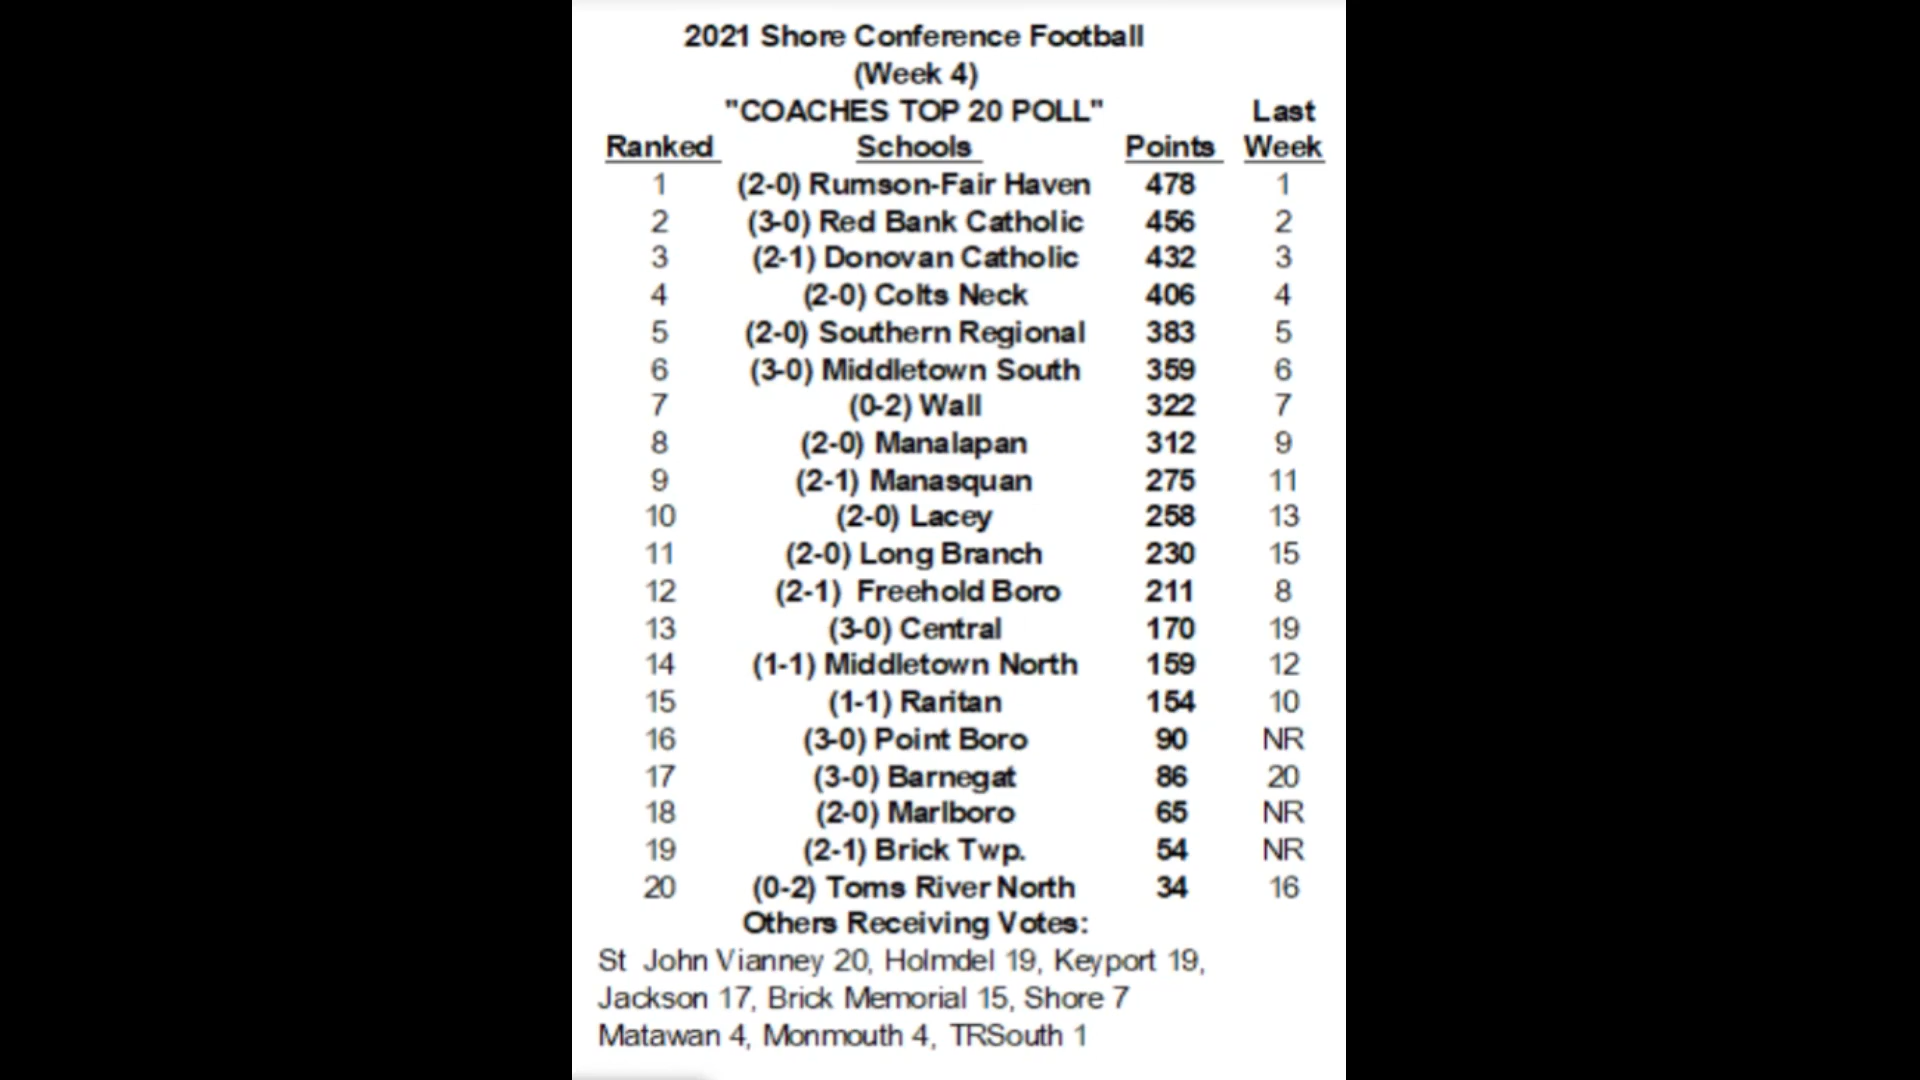 2021 Shore Conference Football
(Week 4)
"COACHES TOP 20 POLL" Last
Ranked Schools Points Week
1 (2-0) Rumson-Fair Haven 478 1
2 (3-0) Red Bank Catholic 456 2
3 (2-1) Donovan Catholic 432 3
4 (2-0) Colts Neck 406 4
5 (2-0) Southern Regional 383 5
6 (3-0) Middletown South 359 6
7 (0-2) Wall 322 7
8 (2-0) Manalapan 312 9
9 (2-1) Manasquan 275 11
10 (2-0) Lacey 258 13
11 (2-0) Long Branch 230 15
12 (2-1) Freehold Boro 211 8
13 (3-0) Central 170 19
14 (1-1) Middletown North 159 12
15 (1-1) Raritan 154 10
16 (3-0) Point Boro 90 NR
17 (3-0) Barnegat 86 20
18 (2-0) Marlboro 65 NR
19 (2-1) Brick Twp. 54 NR
20 (0-2) Toms River North 34 16
Others Receiving Votes:
St John Vianney 20, Holmdel 19, Keyport 19,
Jackson 17, Brick Memorial 15, Shore 7
Matawan 4, Monmouth 4, TRSouth 1